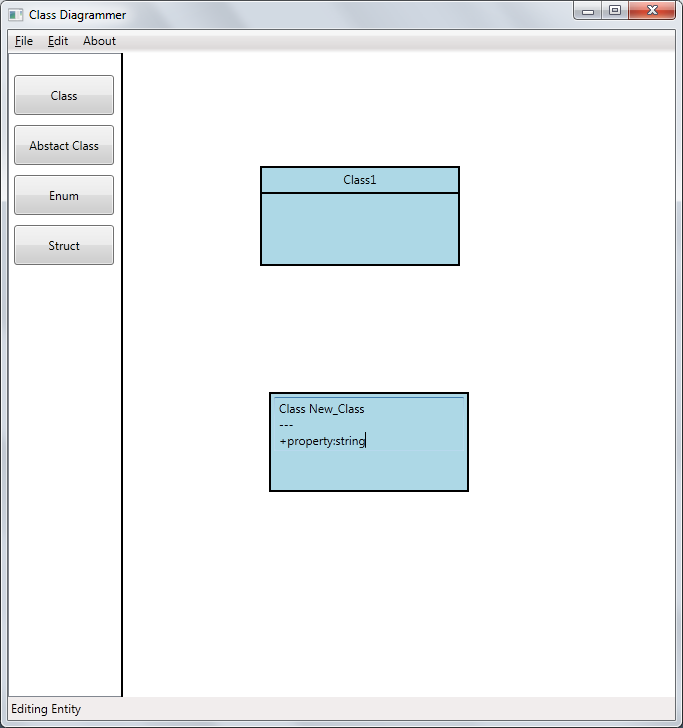 Class Diagrammer
File Edit About
Class
Abstact Class
Enum
Struct
Class1
Class New_Class
---
+property:string
Editing Entity